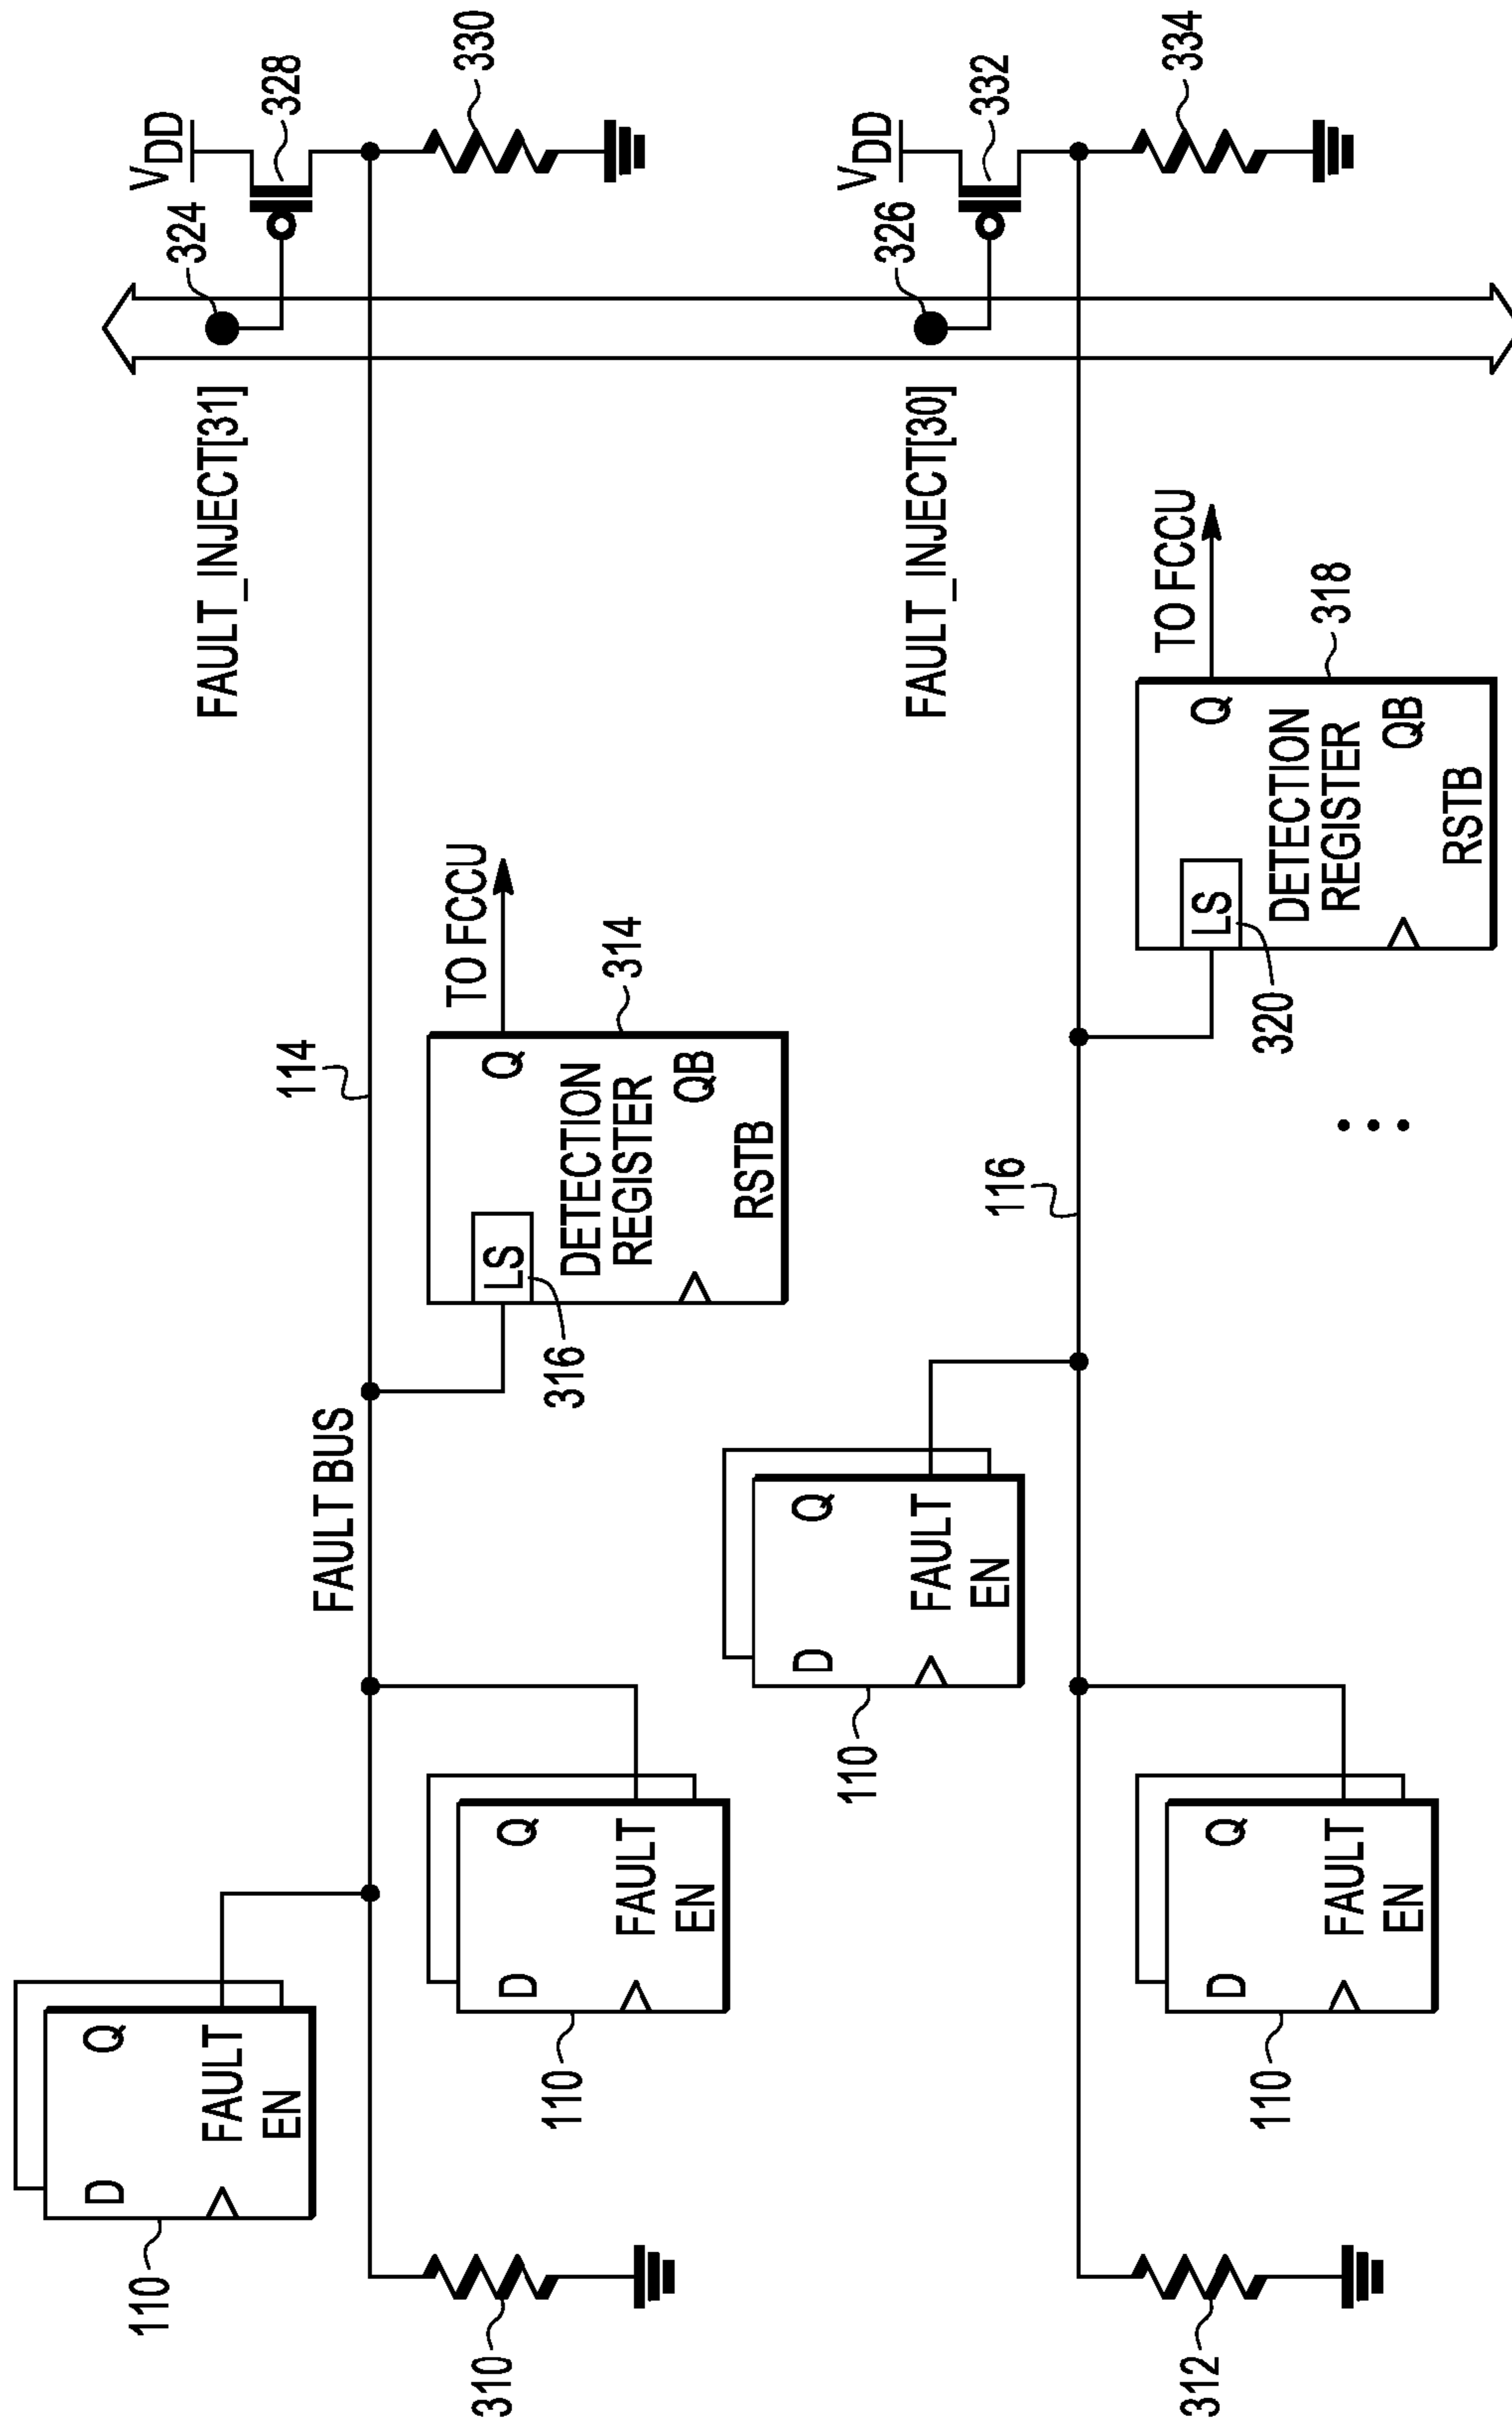 D Q
110
FAULT
EN
V_DD
324
FAULT_INJECT[31]
328
114
FAULT BUS
330
TO FCCU
310
D Q
FAULT
EN
110
LS
Q
316
DETECTION
REGISTER
314
QB
RSTB
D Q
FAULT
EN
110
V_DD
326
FAULT_INJECT[30]
332
116
334
TO FCCU
312
D Q
FAULT
EN
110
LS
Q
320
DETECTION
REGISTER
318
QB
RSTB